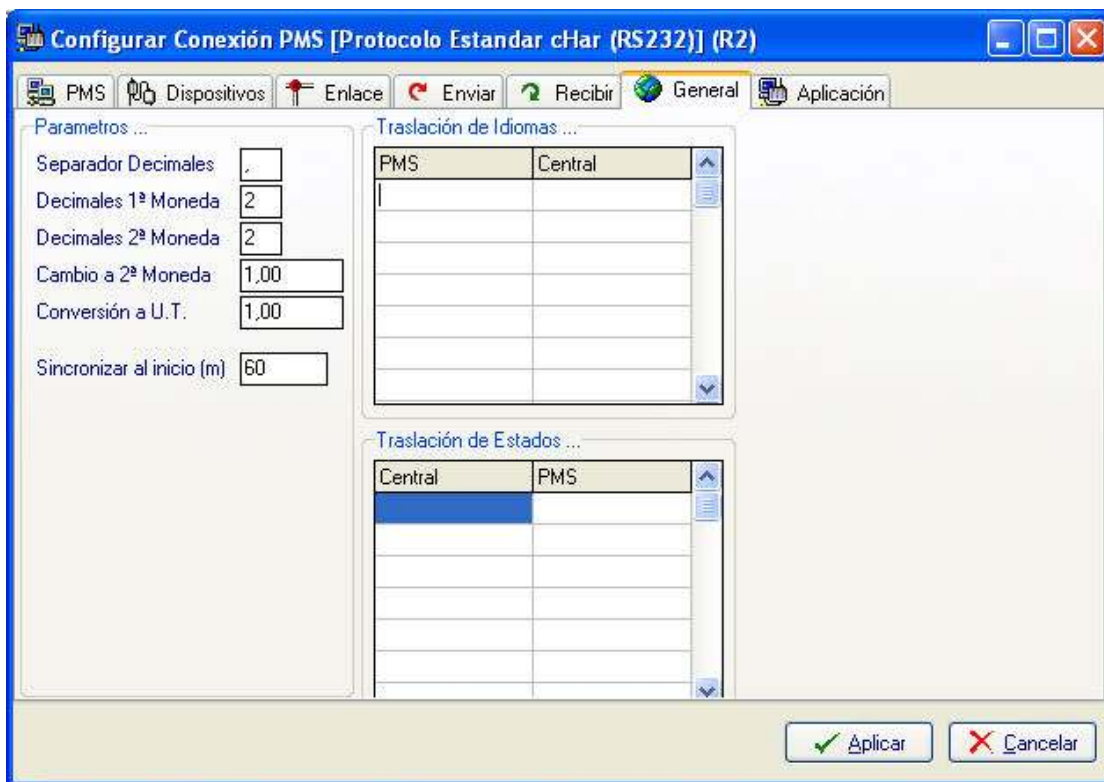 Configurar Conexión PMS [Protocolo Estandar cHar (RS232)] (R2)
PMS Dispositivos Enlace Enviar Recibir General Aplicación
Parametros ...
Separador Decimales ,
Decimales 1ª Moneda 2
Decimales 2ª Moneda 2
Cambio a 2ª Moneda 1,00
Conversión a U.T. 1,00
Sincronizar al inicio (m) 60
Traslación de Idiomas ...
PMS Central
Traslación de Estados ...
Central PMS
Aplicar Cancelar